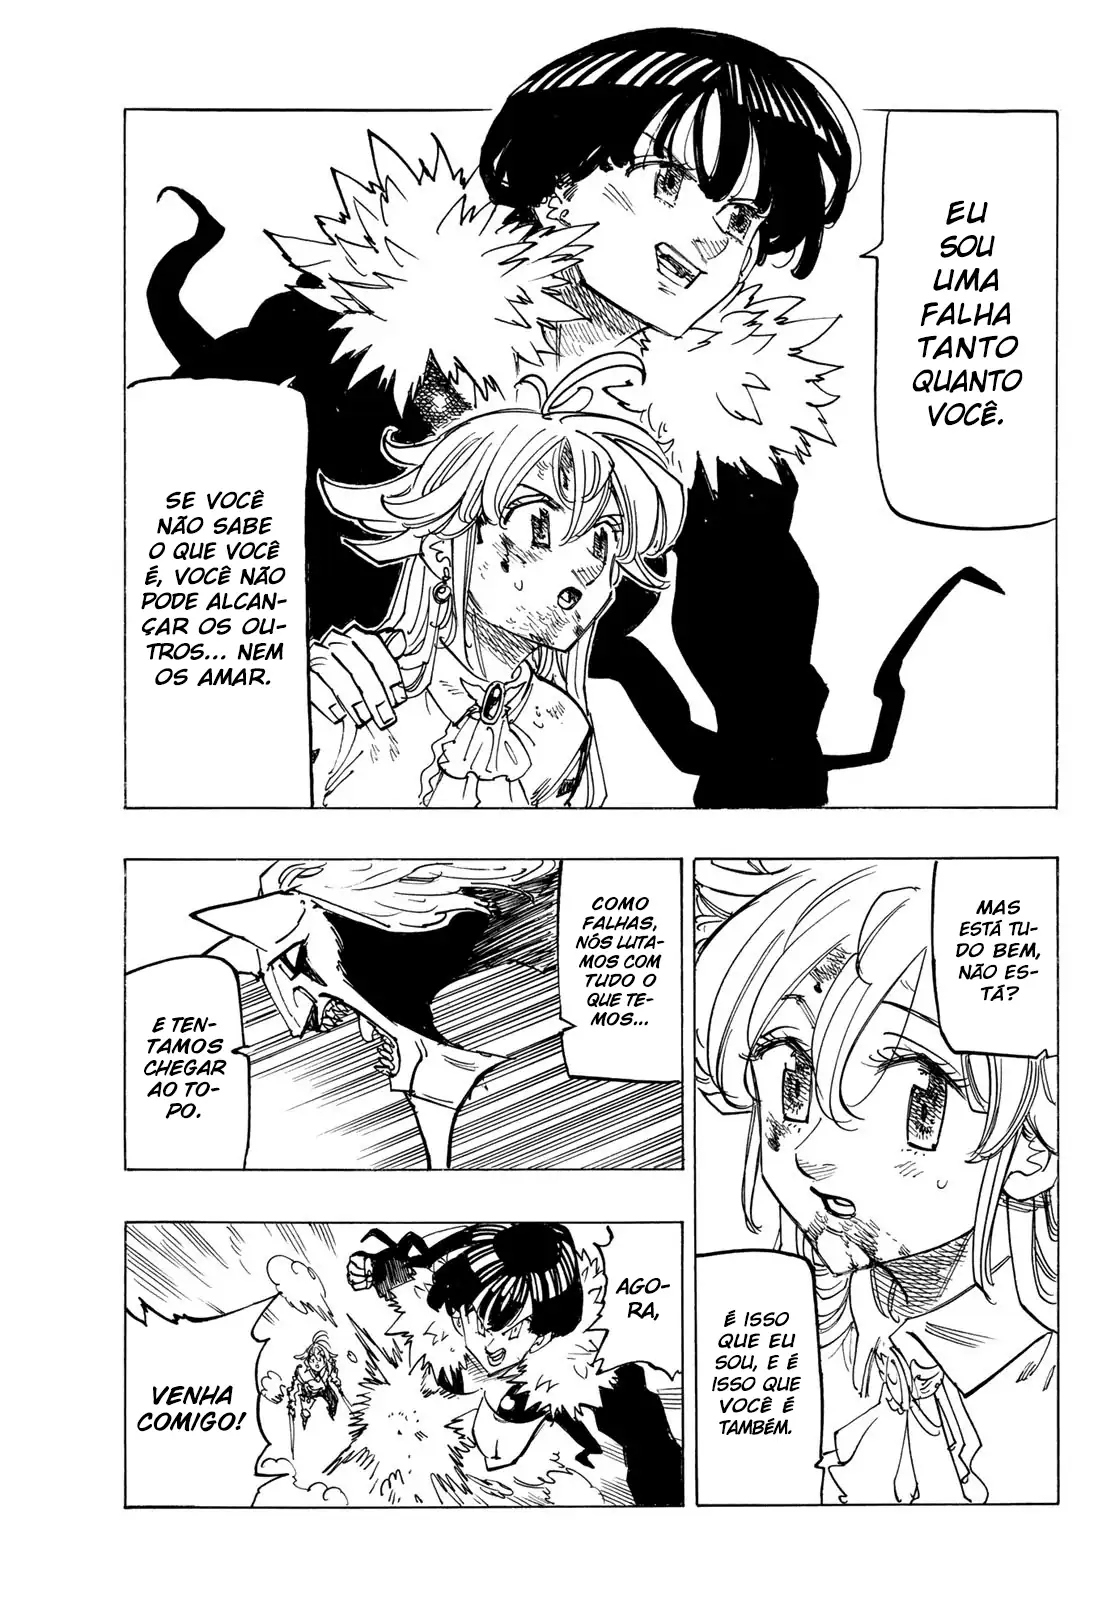 EU
SOU
UMA
FALHA
TANTO
QUANTO
VOCÊ.
SE VOCÊ
NÃO SABE
O QUE VOCÊ
É, VOCÊ NÃO
PODE ALCAN-
ÇAR OS OU-
TROS... NEM
OS AMAR.
MAS
ESTÁ TU-
DO BEM,
NÃO ES-
TÁ?
É ISSO
QUE EU
SOU, E É
ISSO QUE
VOCÊ É
TAMBÉM.
COMO
FALHAS,
NÓS LUTA-
MOS COM
TUDO O
QUE TE-
MOS...
E TEN-
TAMOS
CHEGAR
AO TO-
PO.
AGO-
RA,
VENHA
COMIGO!